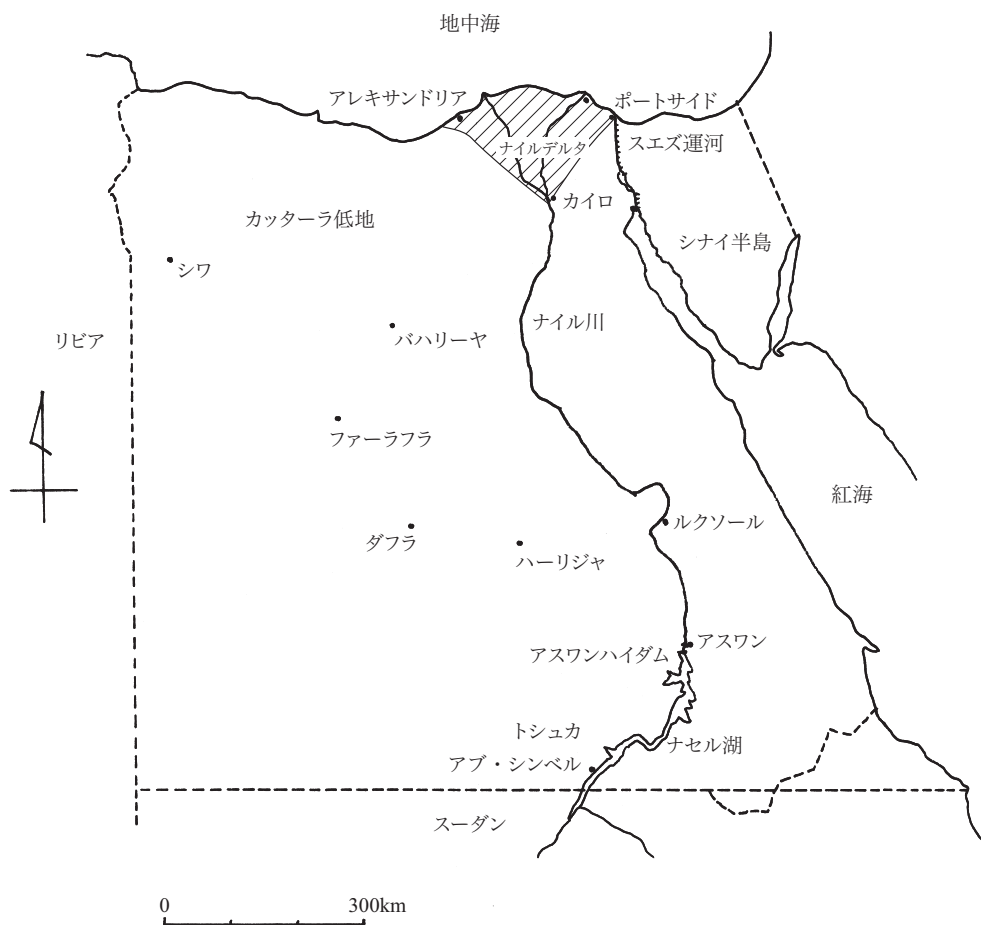 地中海
アレキサンドリア
ポートサイド
ナイルデルタ
スエズ運河
カイロ
カッターラ低地
シナイ半島
シワ
ナイル川
リビア
バハリーヤ
ファーラフラ
紅海
ルクソール
ダフラ
ハーリジャ
アスワン
アスワンハイダム
トシュカ
ナセル湖
アブ・シンベル
スーダン
0 300km